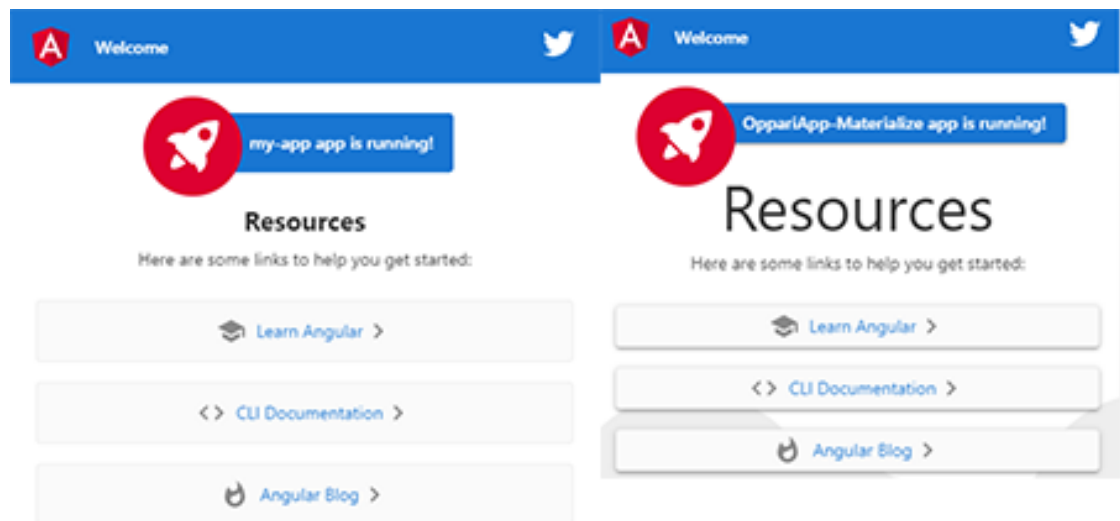 Welcome
my-app app is running!
Resources
Here are some links to help you get started:
Learn Angular
CLI Documentation
Angular Blog
Welcome
OppariApp-Materialize app is running!
Resources
Here are some links to help you get started:
Learn Angular
CLI Documentation
Angular Blog